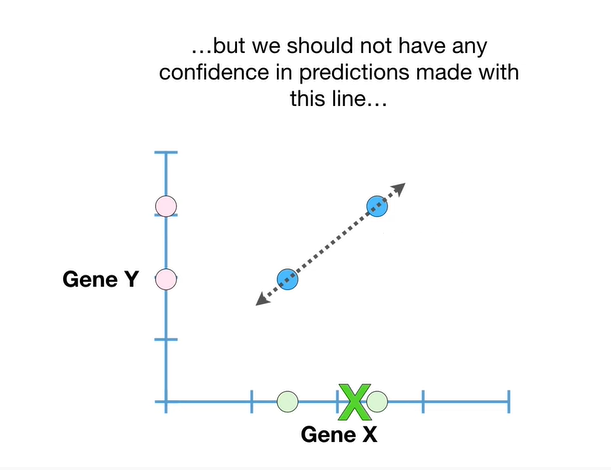 ...but we should not have any
confidence in predictions made with
this line...
Gene Y
X
Gene X